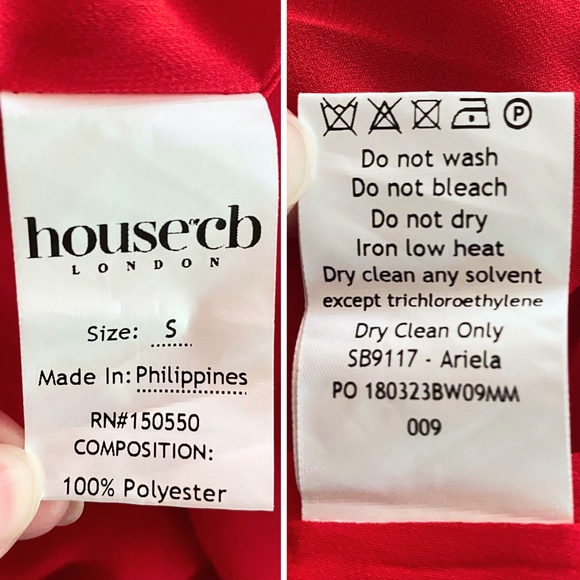 house of cb
LONDON
Size: S
Made In: Philippines
RN#150550
COMPOSITION:
100% Polyester
P
Do not wash
Do not bleach
Do not dry
Iron low heat
Dry clean any solvent
except trichloroethylene
Dry Clean Only
SB9117 - Ariela
PO 180323BW09MM
009